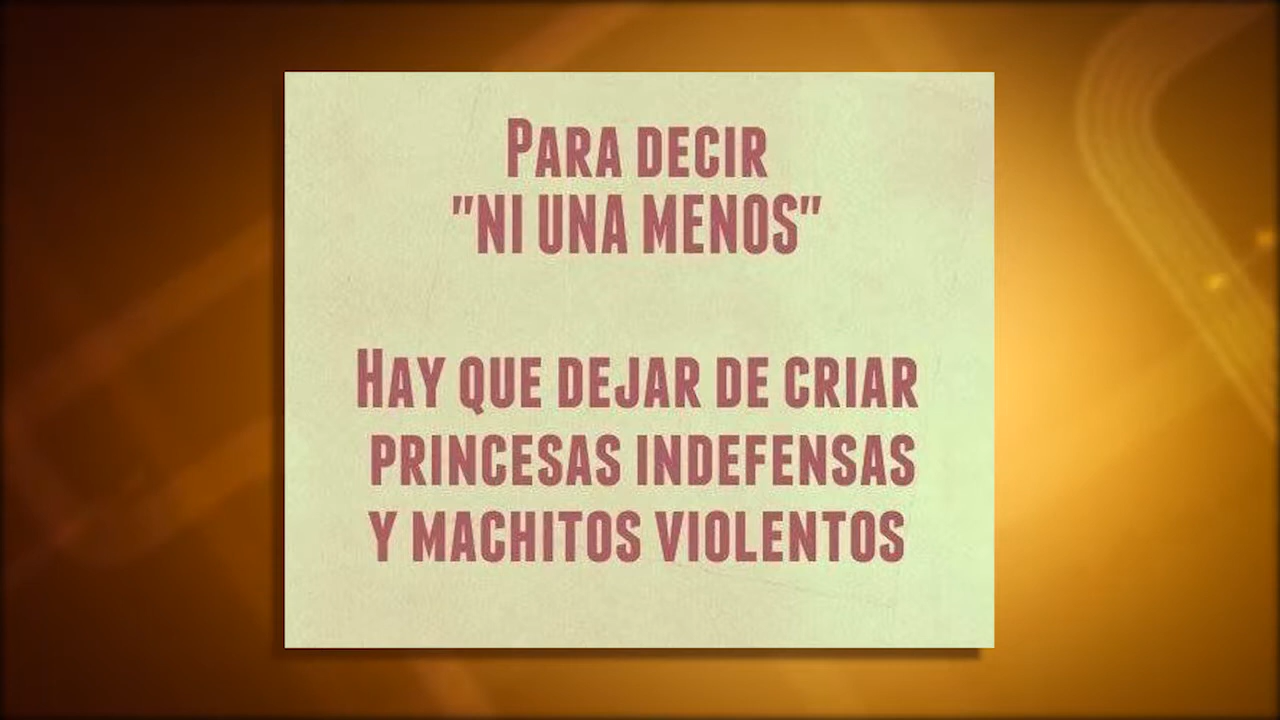 PARA DECIR
"NI UNA MENOS"
HAY QUE DEJAR DE CRIAR
PRINCESAS INDEFENSAS
Y MACHITOS VIOLENTOS